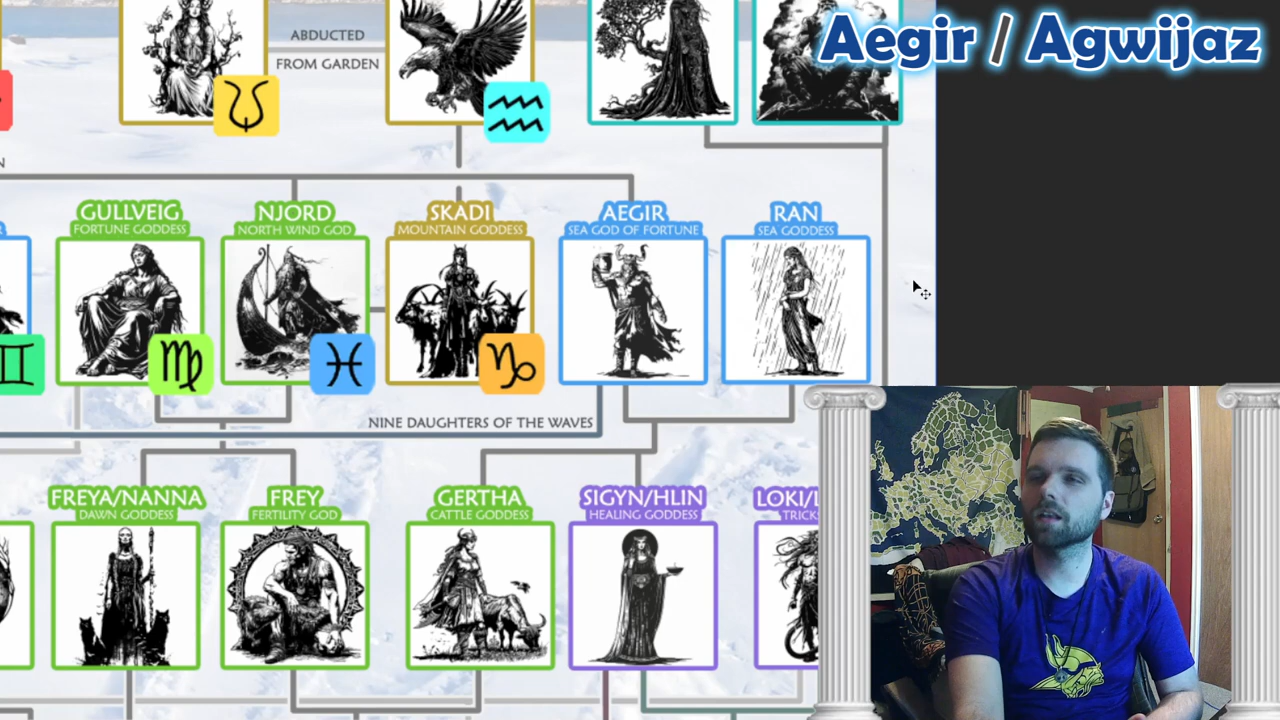 Aegir / Agwijaz
ABDUCTED
FROM GARDEN
GULLVEIG
FORTUNE GODDESS
NJORD
NORTH WIND GOD
SKADI
MOUNTAIN GODDESS
AEGIR
SEA GOD OF FORTUNE
RAN
SEA GODDESS
NINE DAUGHTERS OF THE WAVES
FREYA/NANNA
DAWN GODDESS
FREY
FERTILITY GOD
GERTHA
CATTLE GODDESS
SIGYN/HLIN
HEALING GODDESS